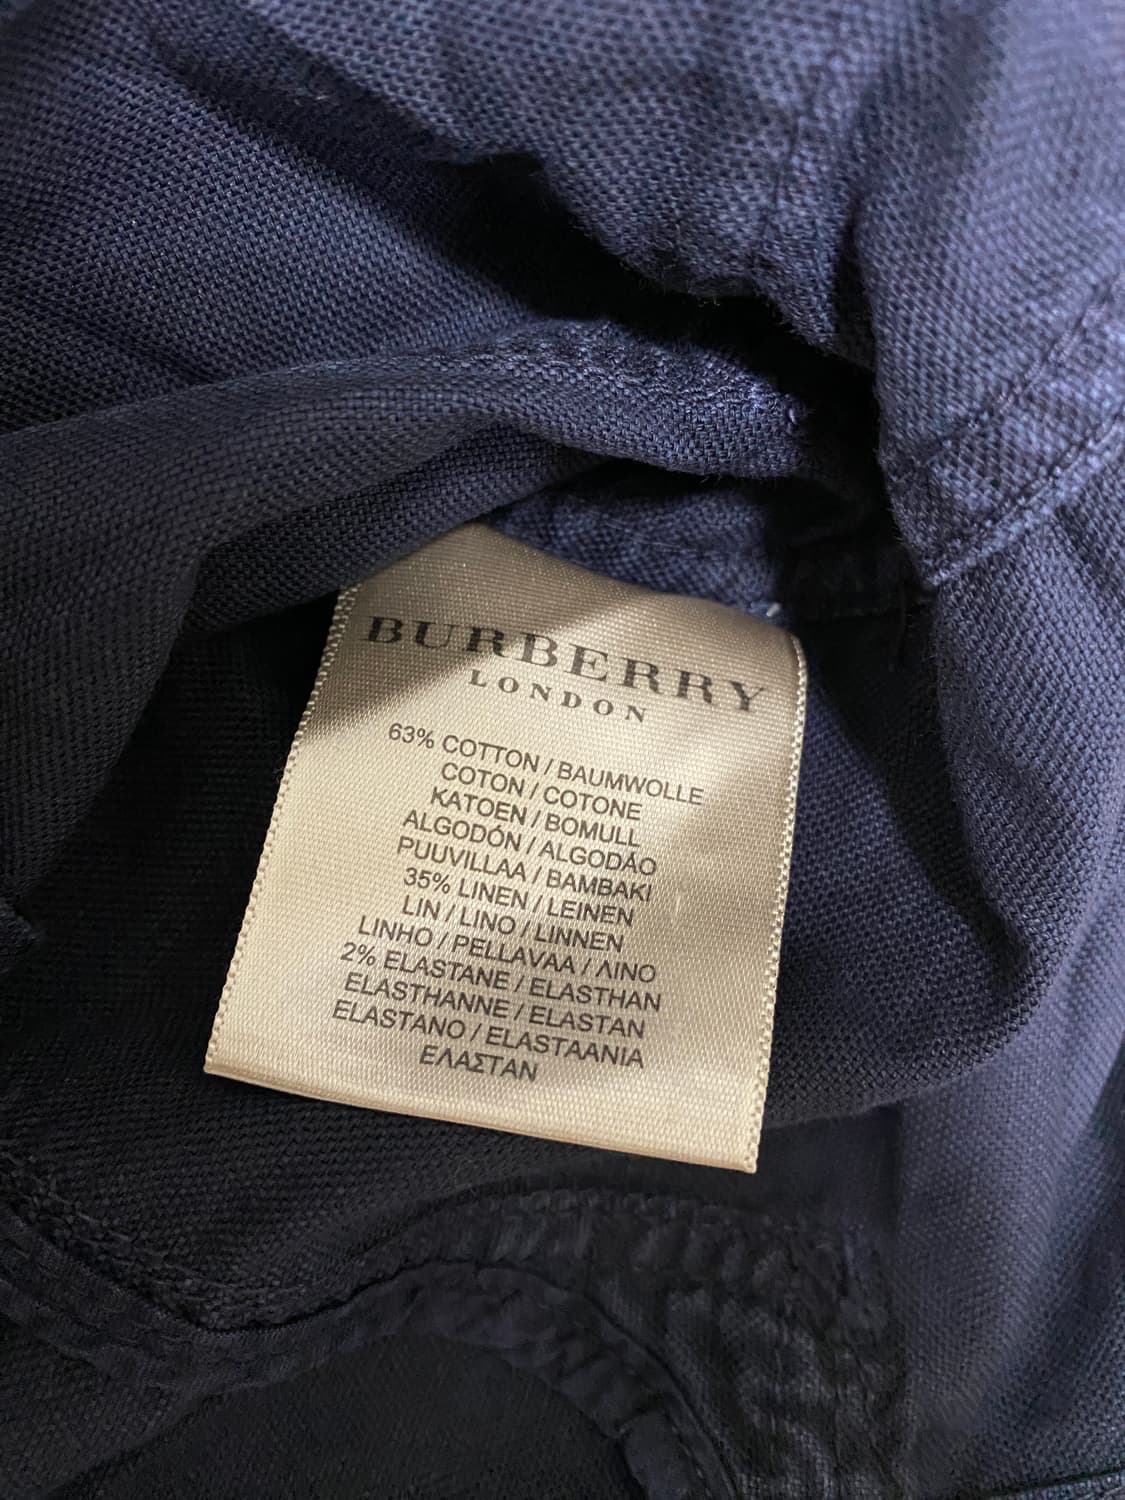 BURBERRY
LONDON
63% COTTON / BAUMWOLLE
COTON / COTONE
KATOEN / BOMULL
ALGODÓN / ALGODÃO
PUUVILLAA / BAMBAKI
35% LINEN / LEINEN
LIN / LINO / LINNEN
LINHO / PELLAVAA / ΛΙΝΟ
2% ELASTANE / ELASTHAN
ELASTHANNE / ELASTAN
ELASTANO / ELASTAANIA
ΕΛΑΣΤΑΝ